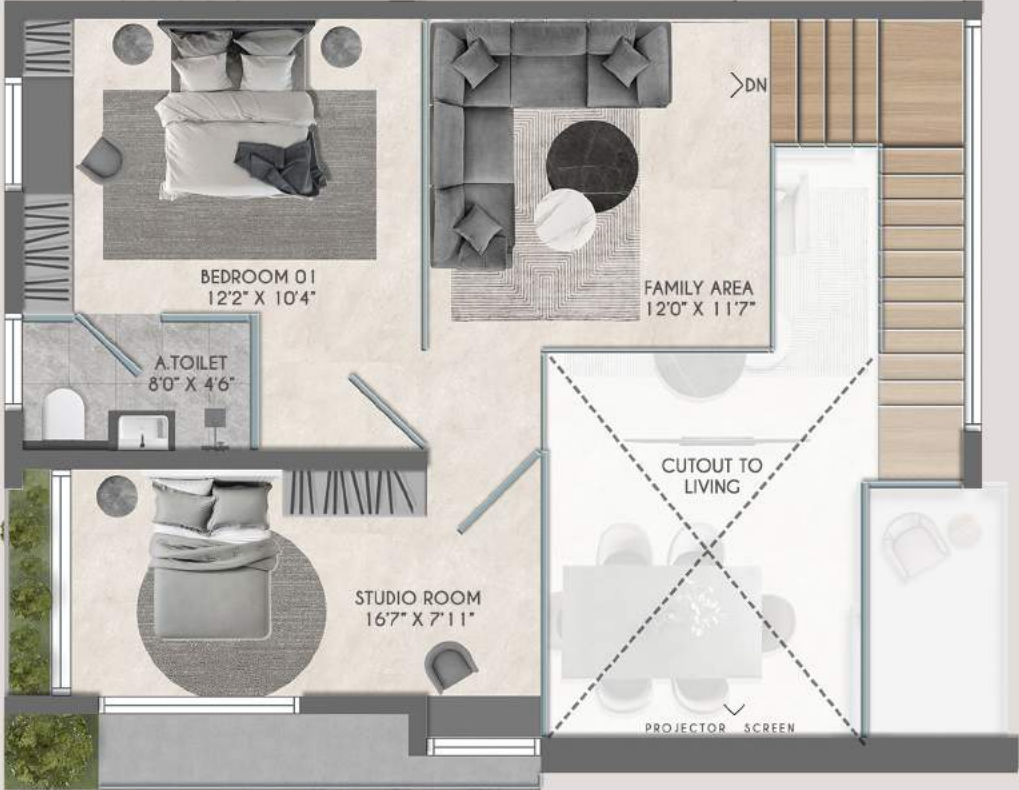 DN
BEDROOM 01
12'2" X 10'4"
FAMILY AREA
12'0" X 11'7"
A.TOILET
8'0" X 4'6"
CUTOUT TO
LIVING
STUDIO ROOM
16'7" X 7'11"
PROJECTOR SCREEN